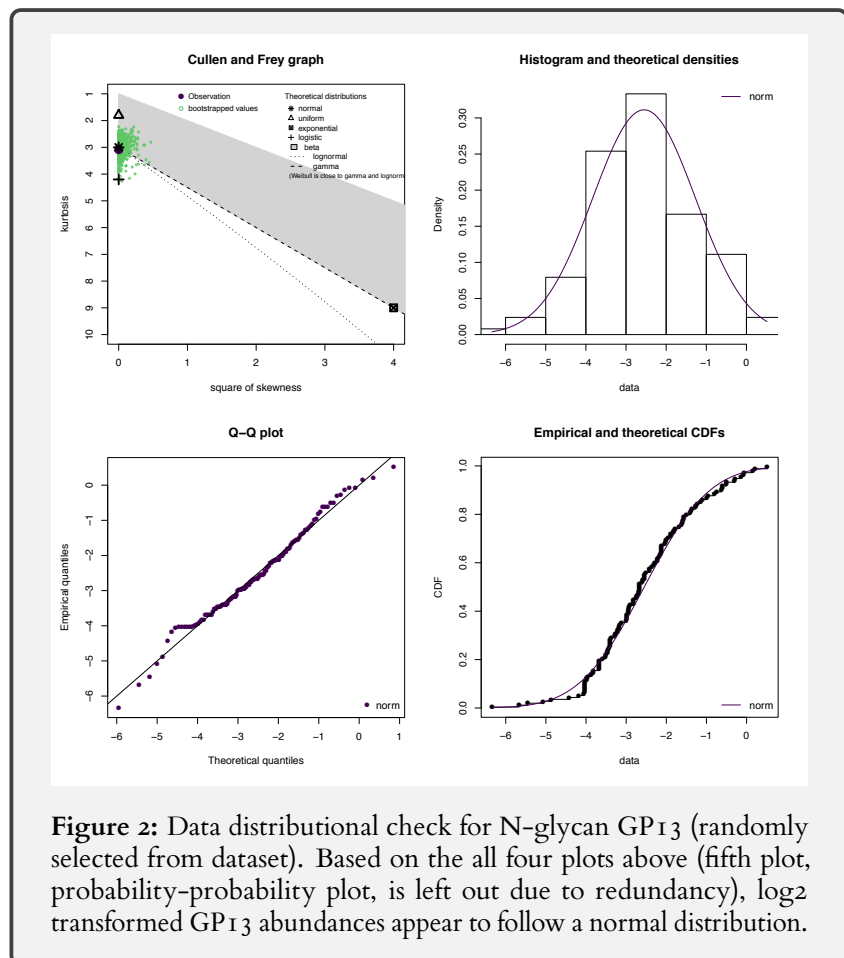 Cullen and Frey graph
Observation
bootstrapped values
Theoretical distributions
normal
uniform
exponential
logistic
beta
lognormal
gamma
(Weibull is close to gamma and lognorm
kurtosis
1
2
3
4
5
6
7
8
9
10
0
1
2
3
4
square of skewness
Histogram and theoretical densities
norm
Density
0.30
0.25
0.20
0.15
0.10
0.05
0.00
−6
−5
−4
−3
−2
−1
0
data
Q−Q plot
Empirical quantiles
0
−1
−2
−3
−4
−5
−6
norm
−6
−5
−4
−3
−2
−1
0
1
Theoretical quantiles
Empirical and theoretical CDFs
CDF
1.0
0.8
0.6
0.4
0.2
0.0
norm
−6
−5
−4
−3
−2
−1
0
data
Figure 2: Data distributional check for N-glycan GP13 (randomly
selected from dataset). Based on the all four plots above (fifth plot,
probability-probability plot, is left out due to redundancy), log2
transformed GP13 abundances appear to follow a normal distribution.